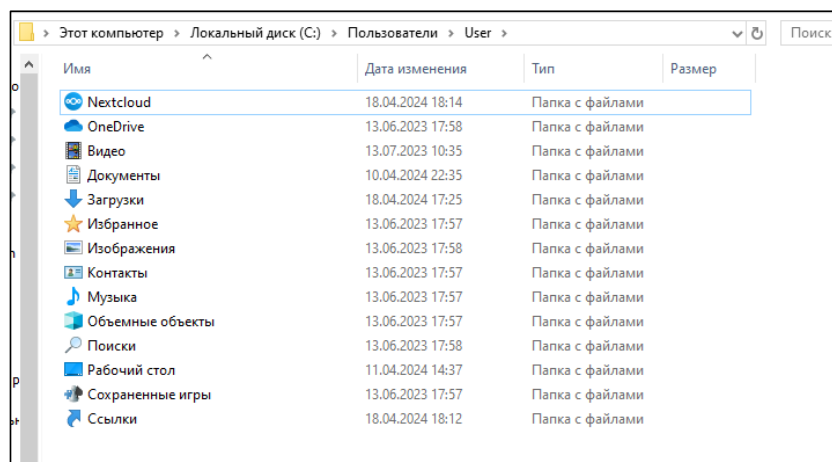 Этот компьютер > Локальный диск (C:) > Пользователи > User > Поиск
Имя Дата изменения Тип Размер
Nextcloud 18.04.2024 18:14 Папка с файлами
OneDrive 13.06.2023 17:58 Папка с файлами
Видео 13.07.2023 10:35 Папка с файлами
Документы 10.04.2024 22:35 Папка с файлами
Загрузки 18.04.2024 17:25 Папка с файлами
Избранное 13.06.2023 17:57 Папка с файлами
Изображения 13.06.2023 17:58 Папка с файлами
Контакты 13.06.2023 17:57 Папка с файлами
Музыка 13.06.2023 17:57 Папка с файлами
Объемные объекты 13.06.2023 17:57 Папка с файлами
Поиски 13.06.2023 17:58 Папка с файлами
Рабочий стол 11.04.2024 14:37 Папка с файлами
Сохраненные игры 13.06.2023 17:57 Папка с файлами
Ссылки 18.04.2024 18:12 Папка с файлами